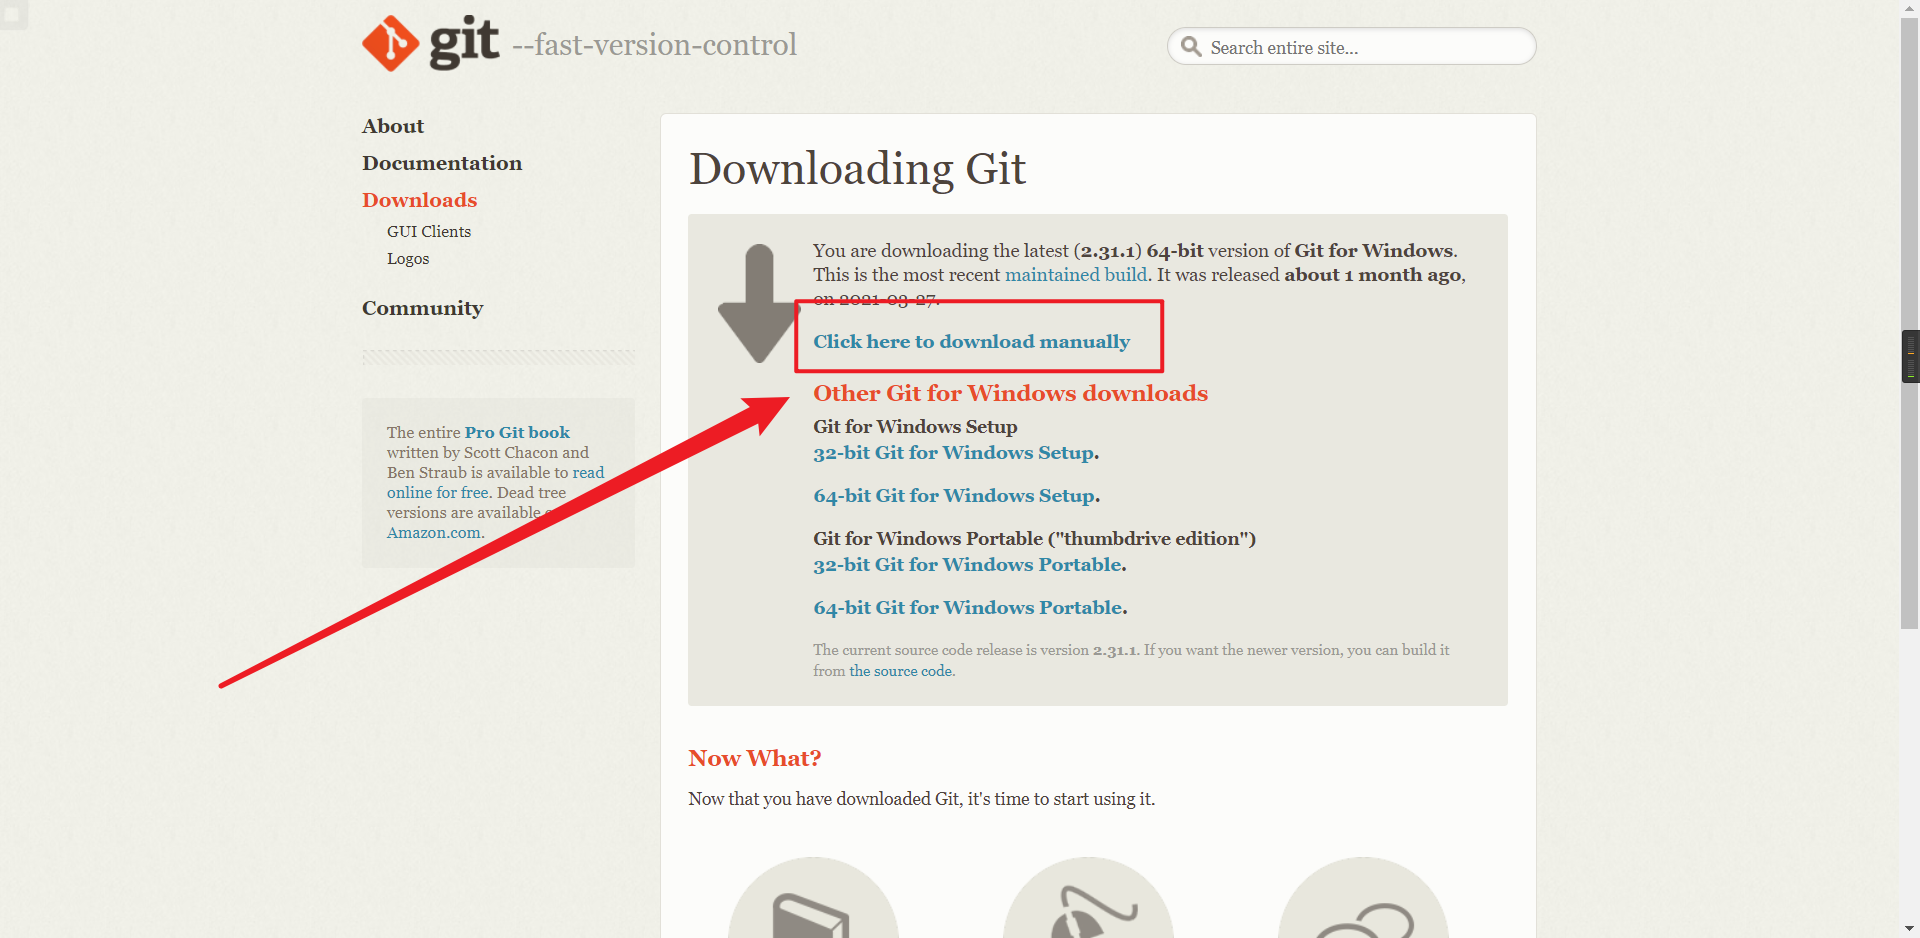 git --fast-version-control
Search entire site...
About
Documentation
Downloads
GUI Clients
Logos
Community
The entire Pro Git book
written by Scott Chacon and
Ben Straub is available to read
online for free. Dead tree
versions are available
Amazon.com.
Downloading Git
You are downloading the latest (2.31.1) 64-bit version of Git for Windows.
This is the most recent maintained build. It was released about 1 month ago,
on 2021-03-27.
Click here to download manually
Other Git for Windows downloads
Git for Windows Setup
32-bit Git for Windows Setup.
64-bit Git for Windows Setup.
Git for Windows Portable ("thumbdrive edition")
32-bit Git for Windows Portable.
64-bit Git for Windows Portable.
The current source code release is version 2.31.1. If you want the newer version, you can build it
from the source code.
Now What?
Now that you have downloaded Git, it's time to start using it.